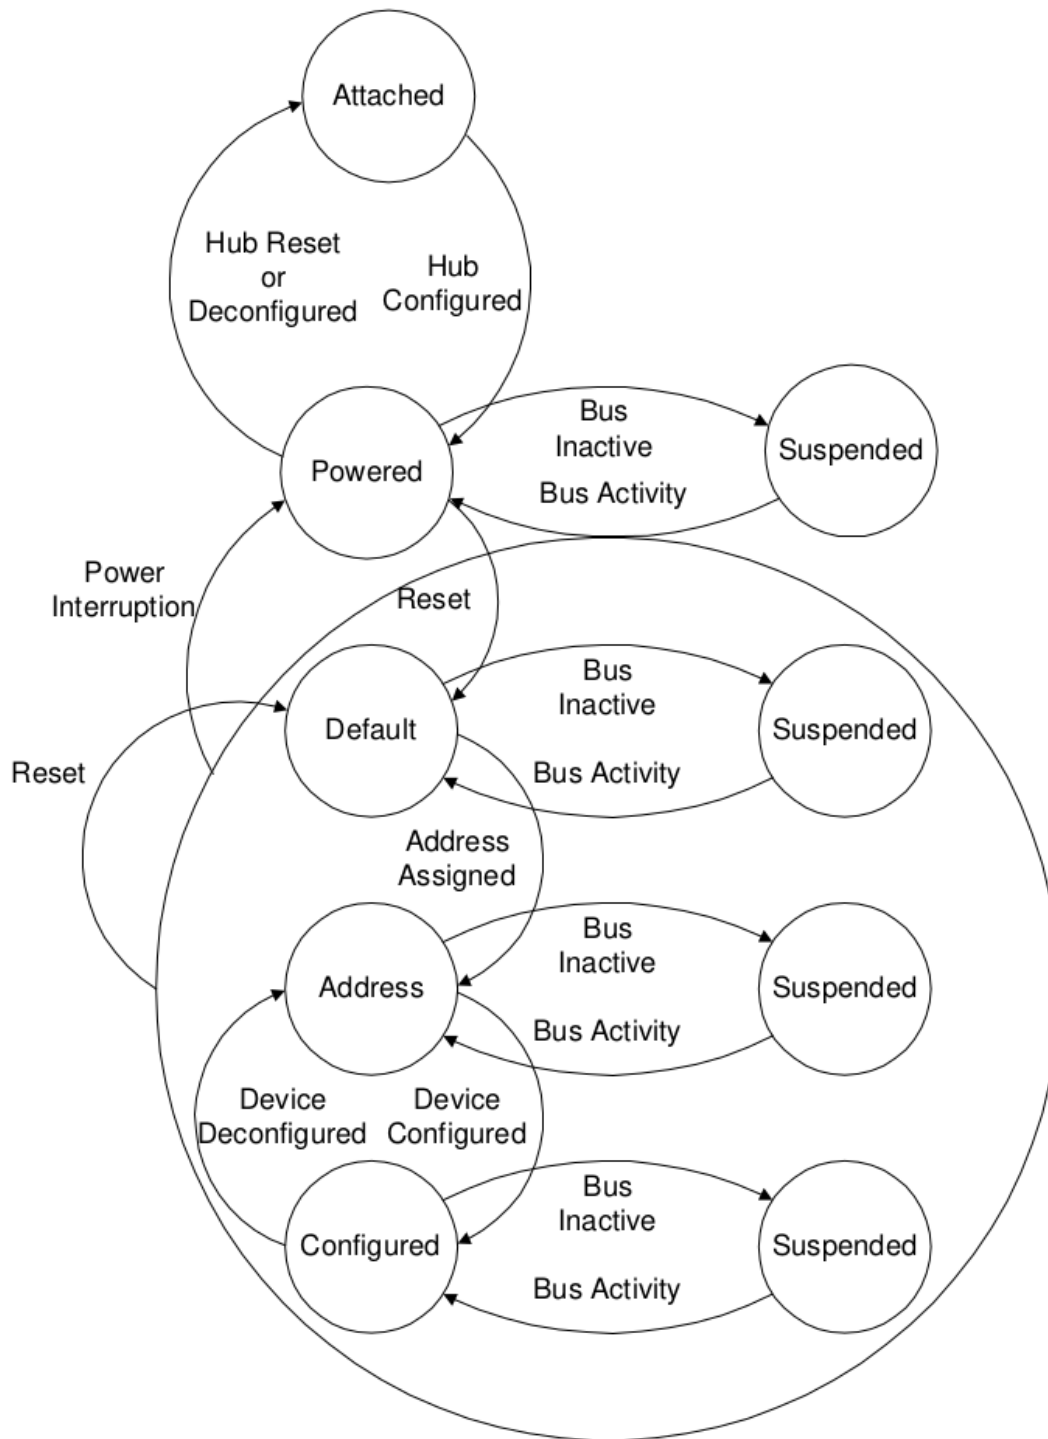 Attached
Hub Reset
or
Deconfigured
Hub
Configured
Powered
Bus
Inactive
Bus Activity
Suspended
Power
Interruption
Reset
Default
Bus
Inactive
Bus Activity
Suspended
Reset
Address
Assigned
Address
Bus
Inactive
Bus Activity
Suspended
Device
Deconfigured
Device
Configured
Configured
Bus
Inactive
Bus Activity
Suspended